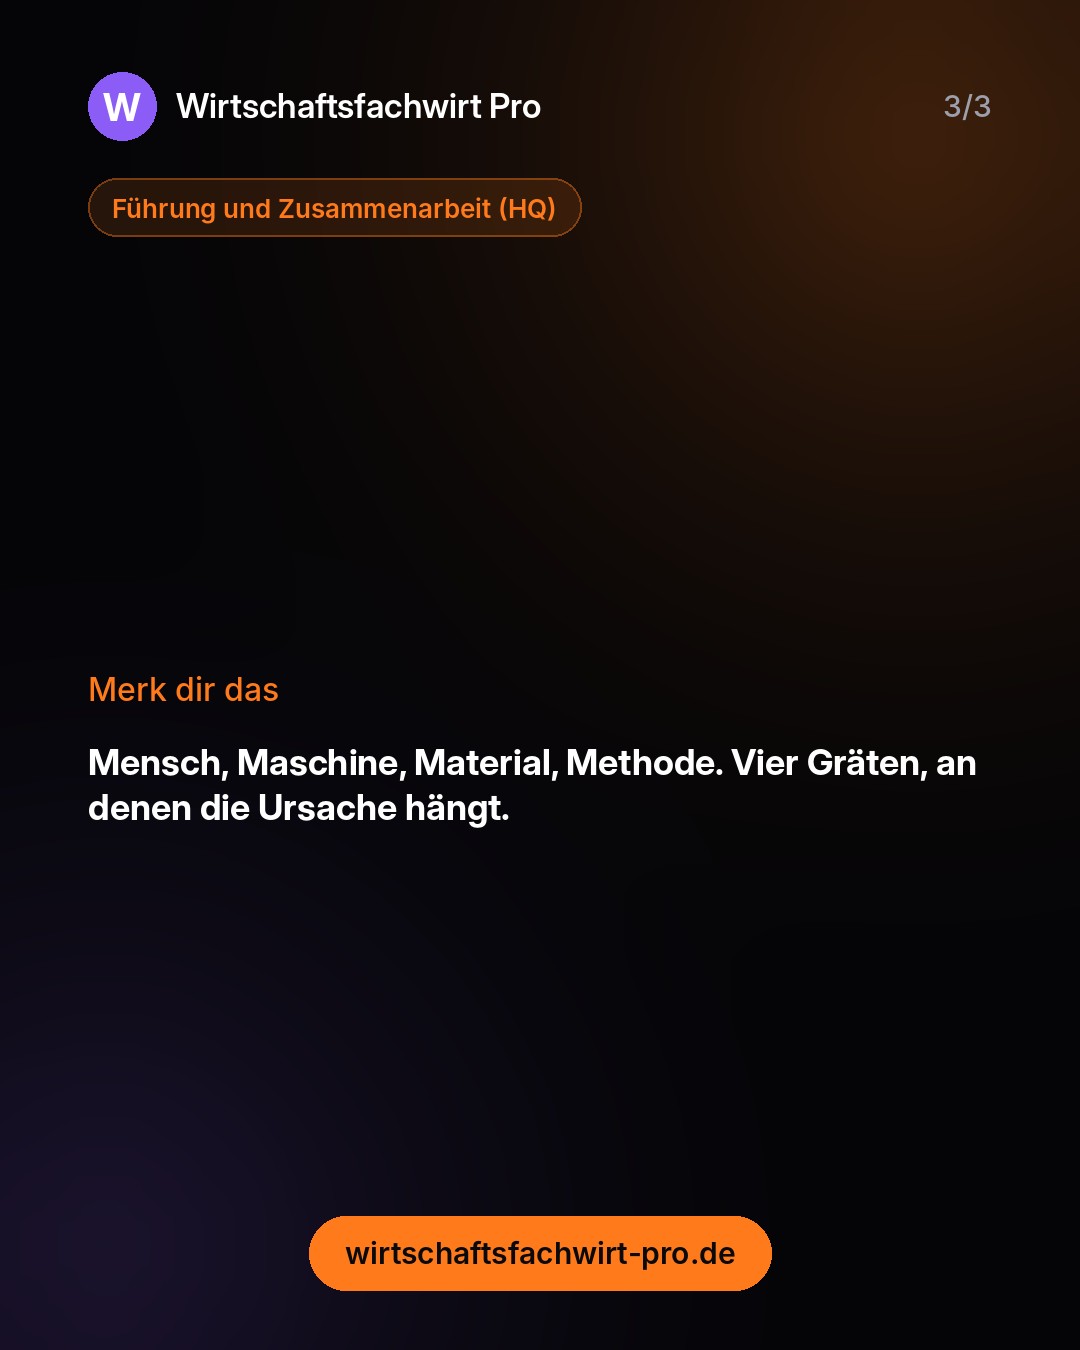 W Wirtschaftsfachwirt Pro 3/3
Führung und Zusammenarbeit (HQ)
Merk dir das
Mensch, Maschine, Material, Methode. Vier Gräten, an
denen die Ursache hängt.
wirtschaftsfachwirt-pro.de